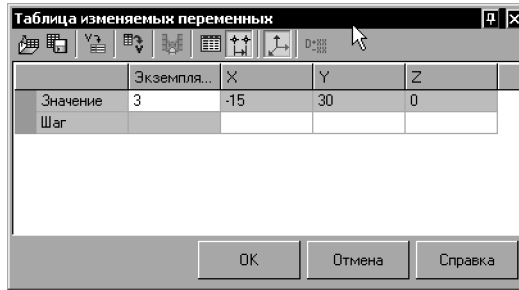 Таблица изменяемых переменных
Экземпля... X Y Z
Значение 3 -15 30 0
Шаг
OK Отмена Справка